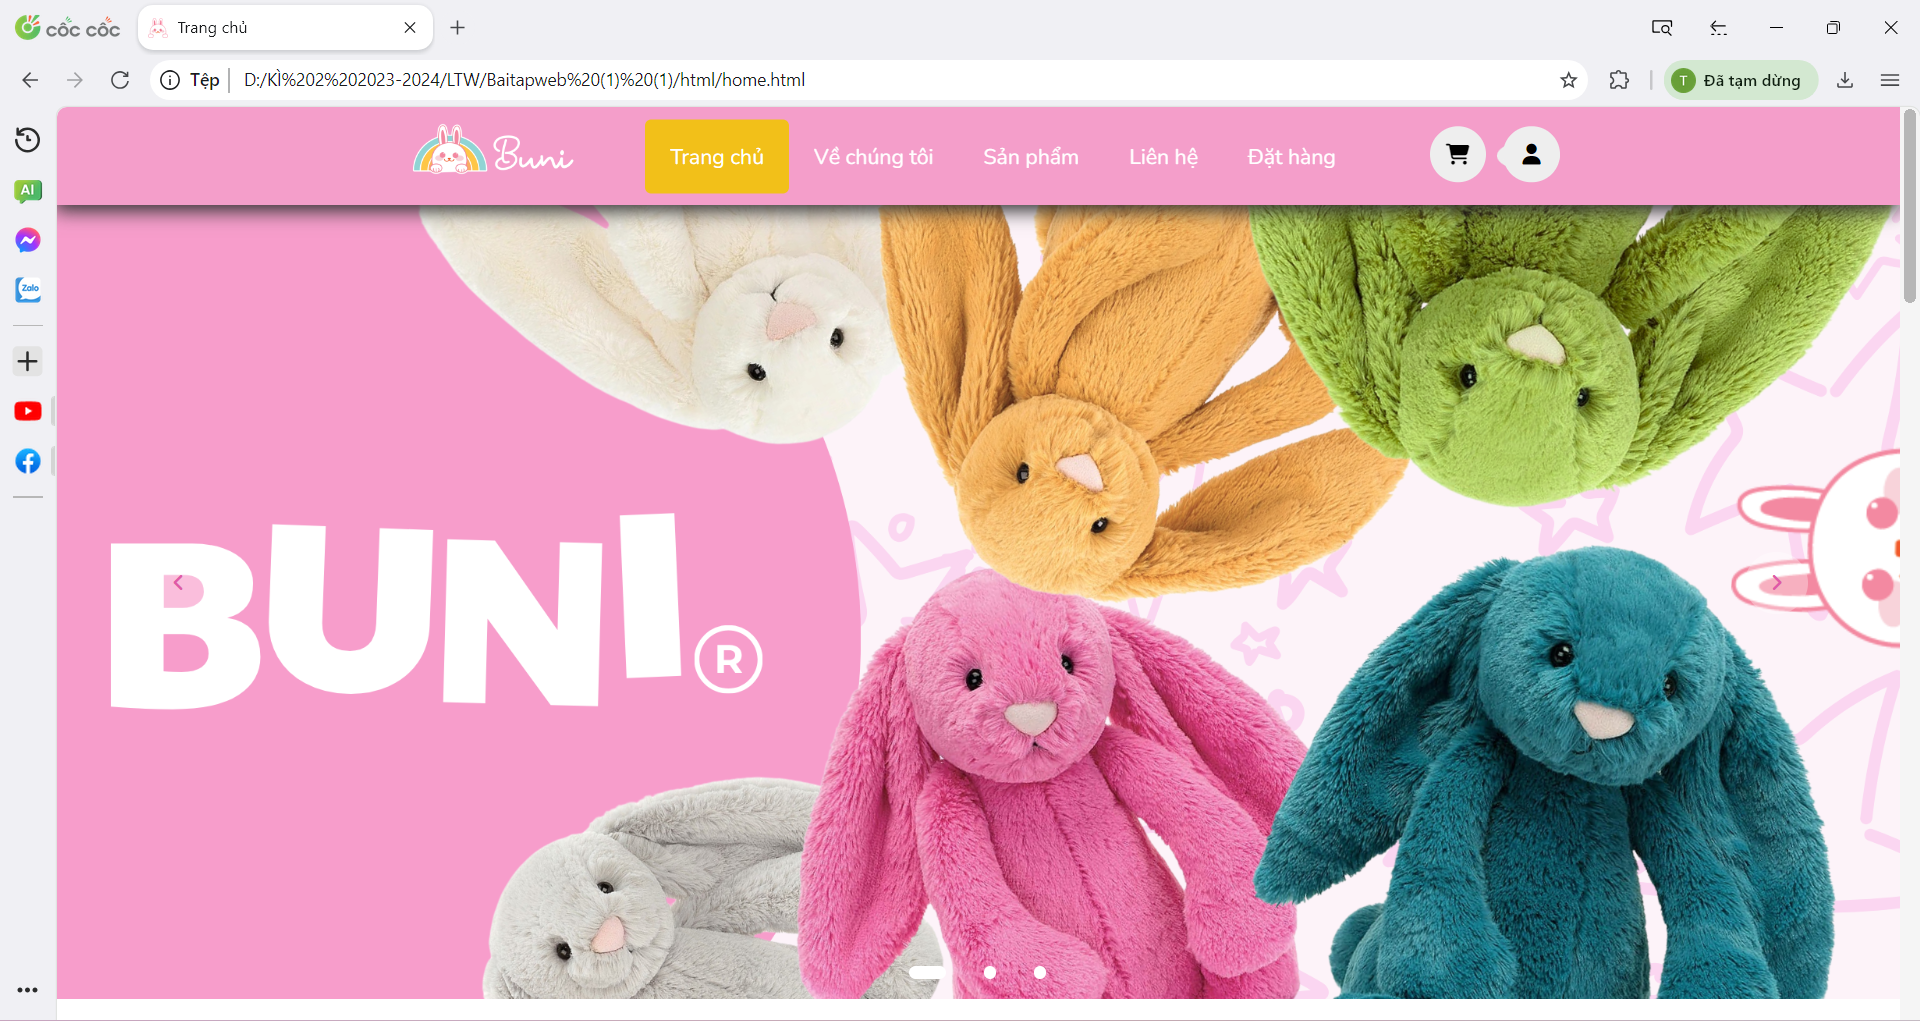 cốc cốc
Trang chủ
Tệp
D:/KÌ%202%202023-2024/LTW/Baitapweb%20(1)%20(1)/html/home.html
T
Đã tạm dừng
AI
Zalo
Buni
Trang chủ
Về chúng tôi
Sản phẩm
Liên hệ
Đặt hàng
BUNI®